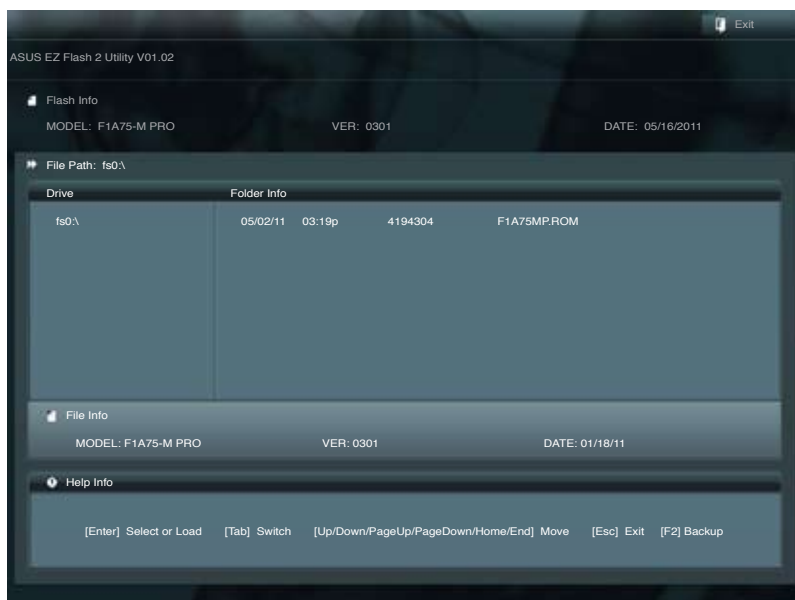 Exit
ASUS EZ Flash 2 Utility V01.02
Flash Info
MODEL: F1A75-M PRO VER: 0301 DATE: 05/16/2011
File Path: fs0:\
Drive Folder Info
fs0:\ 05/02/11 03:19p 4194304 F1A75MP.ROM
File Info
MODEL: F1A75-M PRO VER: 0301 DATE: 01/18/11
Help Info
[Enter] Select or Load [Tab] Switch [Up/Down/PageUp/PageDown/Home/End] Move [Esc] Exit [F2] Backup